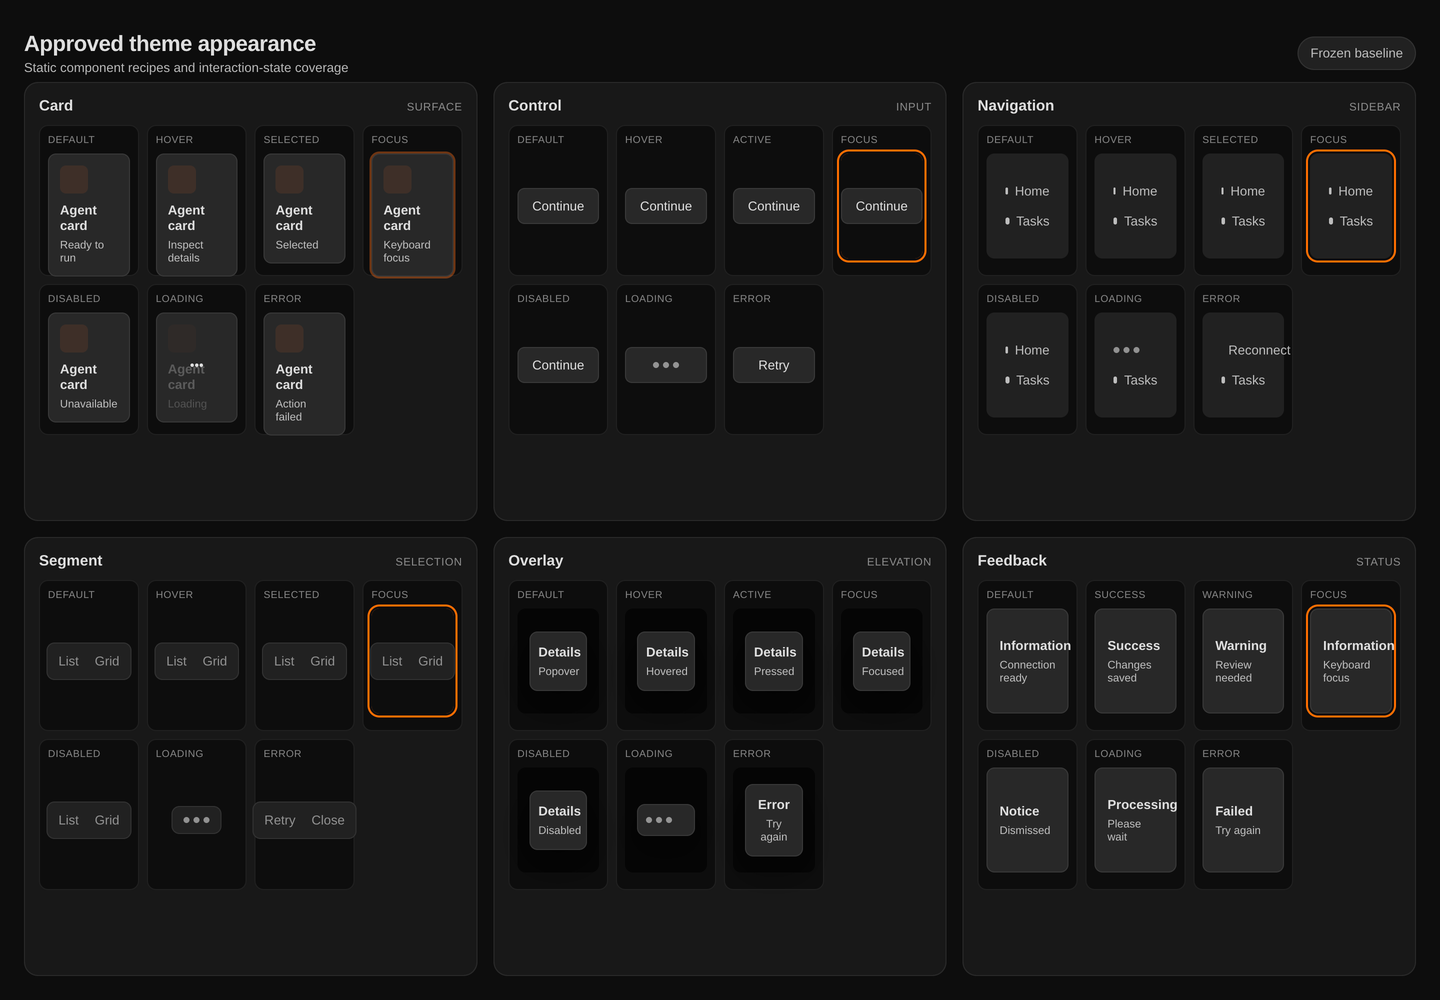 Approved theme appearance
Static component recipes and interaction-state coverage
Frozen baseline
Card
SURFACE
DEFAULT
Agent
card
Ready to
run
HOVER
Agent
card
Inspect
details
SELECTED
Agent
card
Selected
FOCUS
Agent
card
Keyboard
focus
DISABLED
Agent
card
Unavailable
LOADING
Agent
card
Loading
ERROR
Agent
card
Action
failed
Control
INPUT
DEFAULT
Continue
HOVER
Continue
ACTIVE
Continue
FOCUS
Continue
DISABLED
Continue
LOADING
ERROR
Retry
Navigation
SIDEBAR
DEFAULT
Home
Tasks
HOVER
Home
Tasks
SELECTED
Home
Tasks
FOCUS
Home
Tasks
DISABLED
Home
Tasks
LOADING
Tasks
ERROR
Reconnect
Tasks
Segment
SELECTION
DEFAULT
List Grid
HOVER
List Grid
SELECTED
List Grid
FOCUS
List Grid
DISABLED
List Grid
LOADING
ERROR
Retry Close
Overlay
ELEVATION
DEFAULT
Details
Popover
HOVER
Details
Hovered
ACTIVE
Details
Pressed
FOCUS
Details
Focused
DISABLED
Details
Disabled
LOADING
ERROR
Error
Try
again
Feedback
STATUS
DEFAULT
Information
Connection
ready
SUCCESS
Success
Changes
saved
WARNING
Warning
Review
needed
FOCUS
Information
Keyboard
focus
DISABLED
Notice
Dismissed
LOADING
Processing
Please
wait
ERROR
Failed
Try again